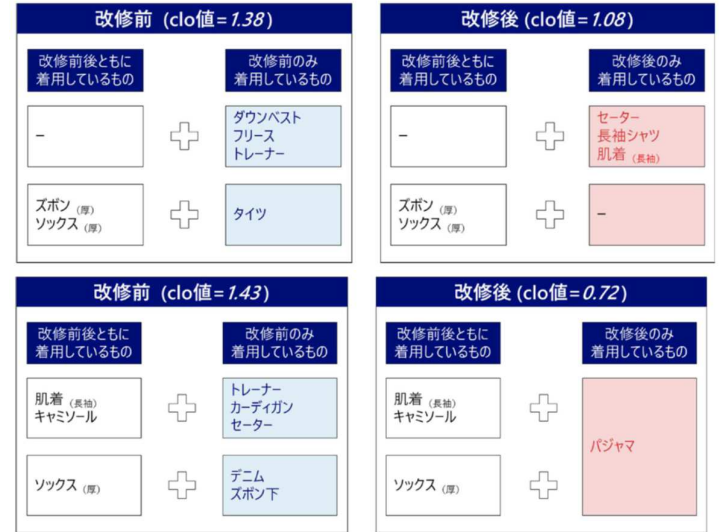 改修前 (clo値=1.38)
改修前後ともに
着用しているもの
改修前のみ
着用しているもの
–
ダウンベスト
フリース
トレーナー
ズボン (厚)
ソックス (厚)
タイツ
改修後 (clo値=1.08)
改修前後ともに
着用しているもの
改修後のみ
着用しているもの
–
セーター
長袖シャツ
肌着 (長袖)
ズボン (厚)
ソックス (厚)
–
改修前 (clo値=1.43)
改修前後ともに
着用しているもの
改修前のみ
着用しているもの
肌着 (長袖)
キャミソール
トレーナー
カーディガン
セーター
ソックス (厚)
デニム
ズボン下
改修後 (clo値=0.72)
改修前後ともに
着用しているもの
改修後のみ
着用しているもの
肌着 (長袖)
キャミソール
パジャマ
ソックス (厚)